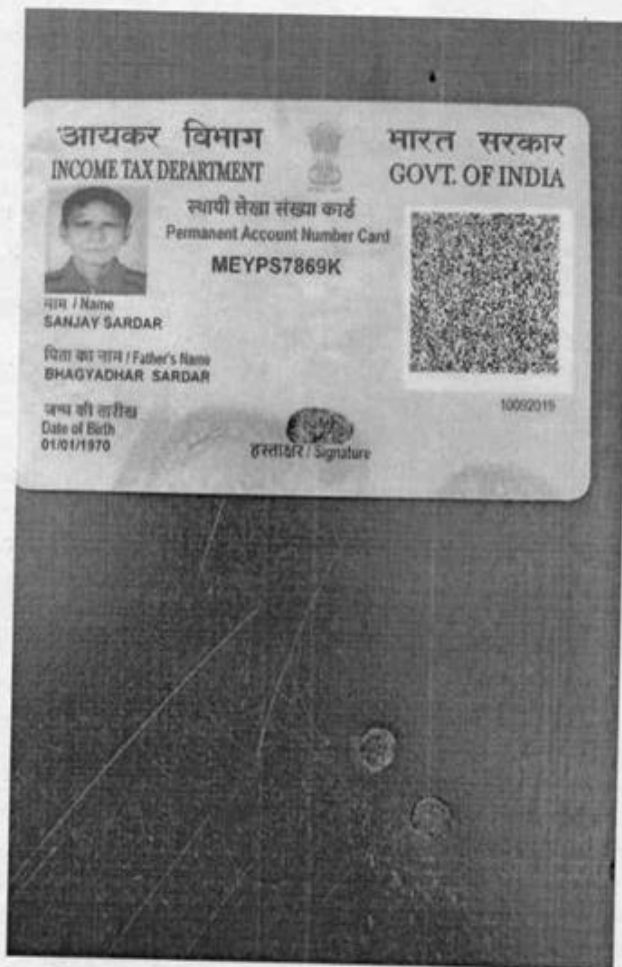 आयकर विभाग
INCOME TAX DEPARTMENT
भारत सरकार
GOVT. OF INDIA
स्थायी लेखा संख्या कार्ड
Permanent Account Number Card
MEYPS7869K
नाम / Name
SANJAY SARDAR
पिता का नाम / Father's Name
BHAGYADHAR SARDAR
जन्म की तारीख
Date of Birth
01/01/1970
10092019
हस्ताक्षर / Signature